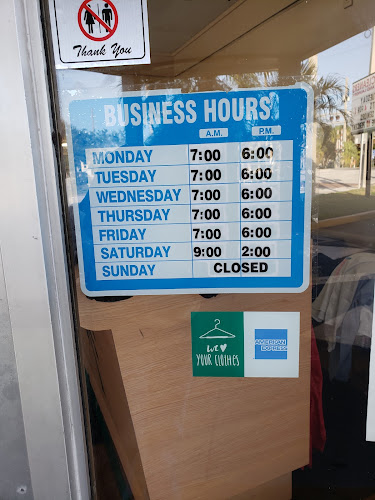 Thank You
BUSINESS HOURS
A.M. P.M.
MONDAY 7:00 6:00
TUESDAY 7:00 6:00
WEDNESDAY 7:00 6:00
THURSDAY 7:00 6:00
FRIDAY 7:00 6:00
SATURDAY 9:00 2:00
SUNDAY CLOSED
We
YOUR CLOTHES
AMERICAN
EXPRESS